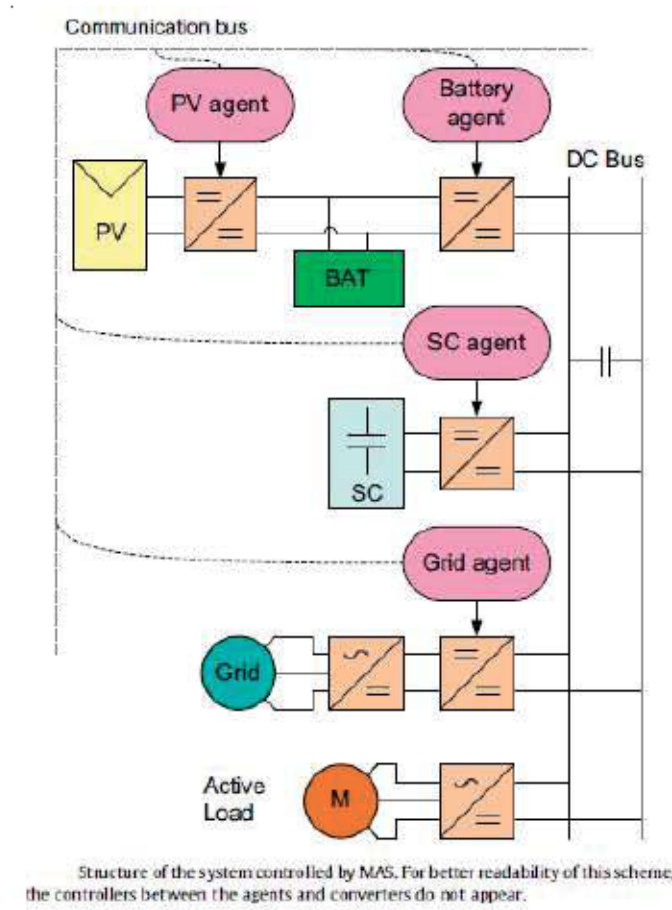 Communication bus
PV agent
Battery
agent
DC Bus
PV
BAT
SC agent
SC
Grid agent
Grid
Active
Load
M
Structure of the system controlled by MAS. For better readability of this scheme,
the controllers between the agents and converters do not appear.